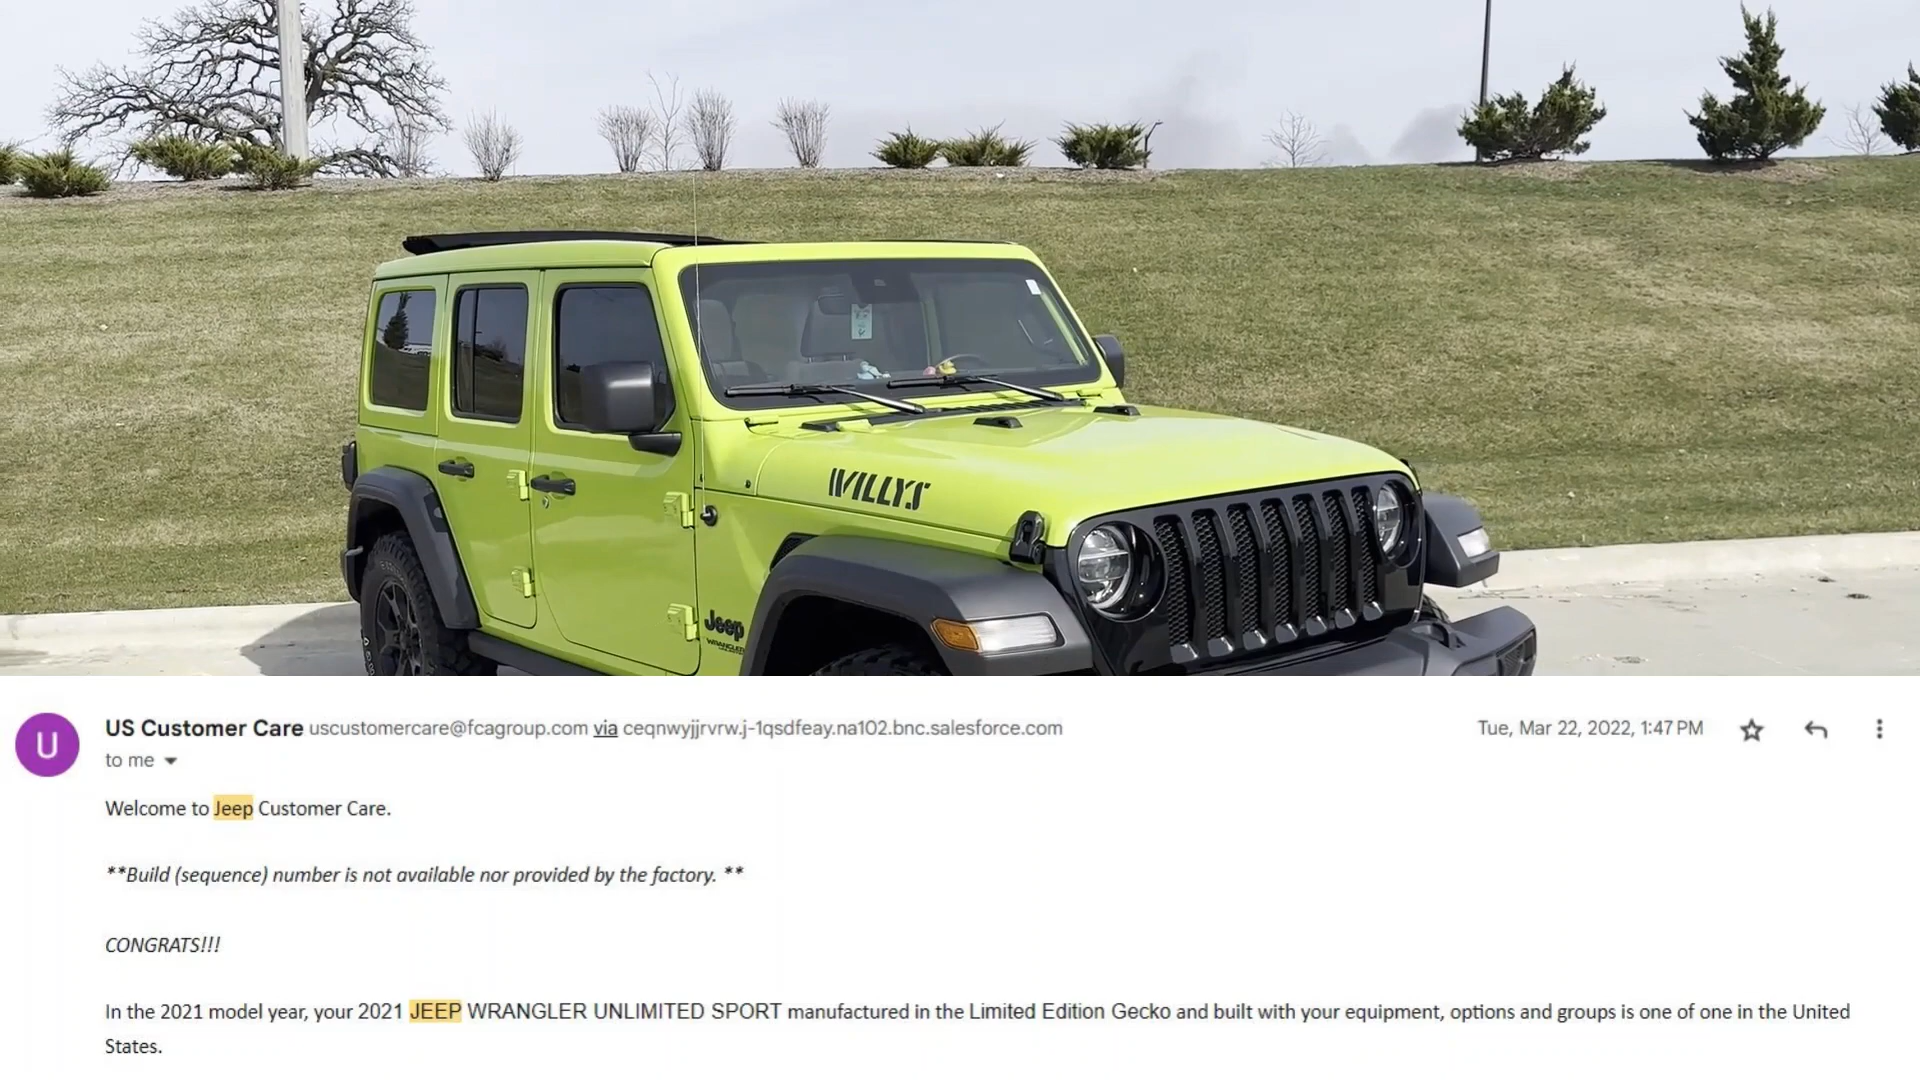 WILLYS
Jeep
WRANGLER
UNLIMITED
U
US Customer Care uscustomercare@fcagroup.com via ceqnwyjjrvrw.j-1qsdfeay.na102.bnc.salesforce.com
Tue, Mar 22, 2022, 1:47 PM
to me
Welcome to Jeep Customer Care.
**Build (sequence) number is not available nor provided by the factory. **
CONGRATS!!!
In the 2021 model year, your 2021 JEEP WRANGLER UNLIMITED SPORT manufactured in the Limited Edition Gecko and built with your equipment, options and groups is one of one in the United
States.